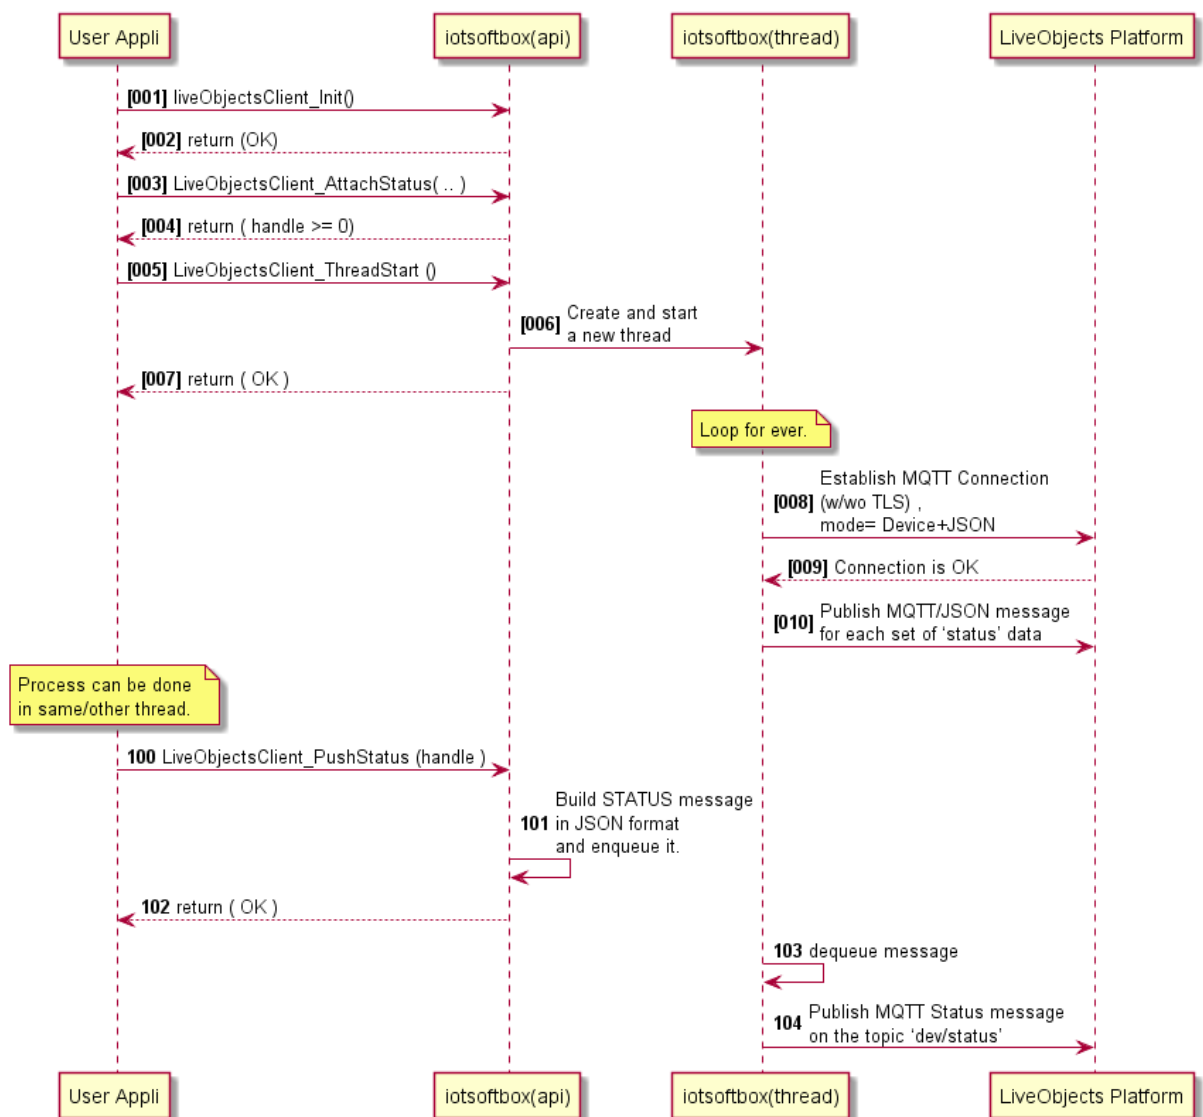 User Appli
iotsoftbox(api)
iotsoftbox(thread)
LiveObjects Platform
[001] liveObjectsClient_Init()
[002] return (OK)
[003] LiveObjectsClient_AttachStatus( .. )
[004] return ( handle >= 0)
[005] LiveObjectsClient_ThreadStart ()
[006] Create and start
a new thread
[007] return ( OK )
Loop for ever.
Establish MQTT Connection
[008] (w/wo TLS) ,
mode= Device+JSON
[009] Connection is OK
[010] Publish MQTT/JSON message
for each set of ‘status’ data
Process can be done
in same/other thread.
100 LiveObjectsClient_PushStatus (handle )
Build STATUS message
101 in JSON format
and enqueue it.
102 return ( OK )
103 dequeue message
104 Publish MQTT Status message
on the topic ‘dev/status’
User Appli
iotsoftbox(api)
iotsoftbox(thread)
LiveObjects Platform